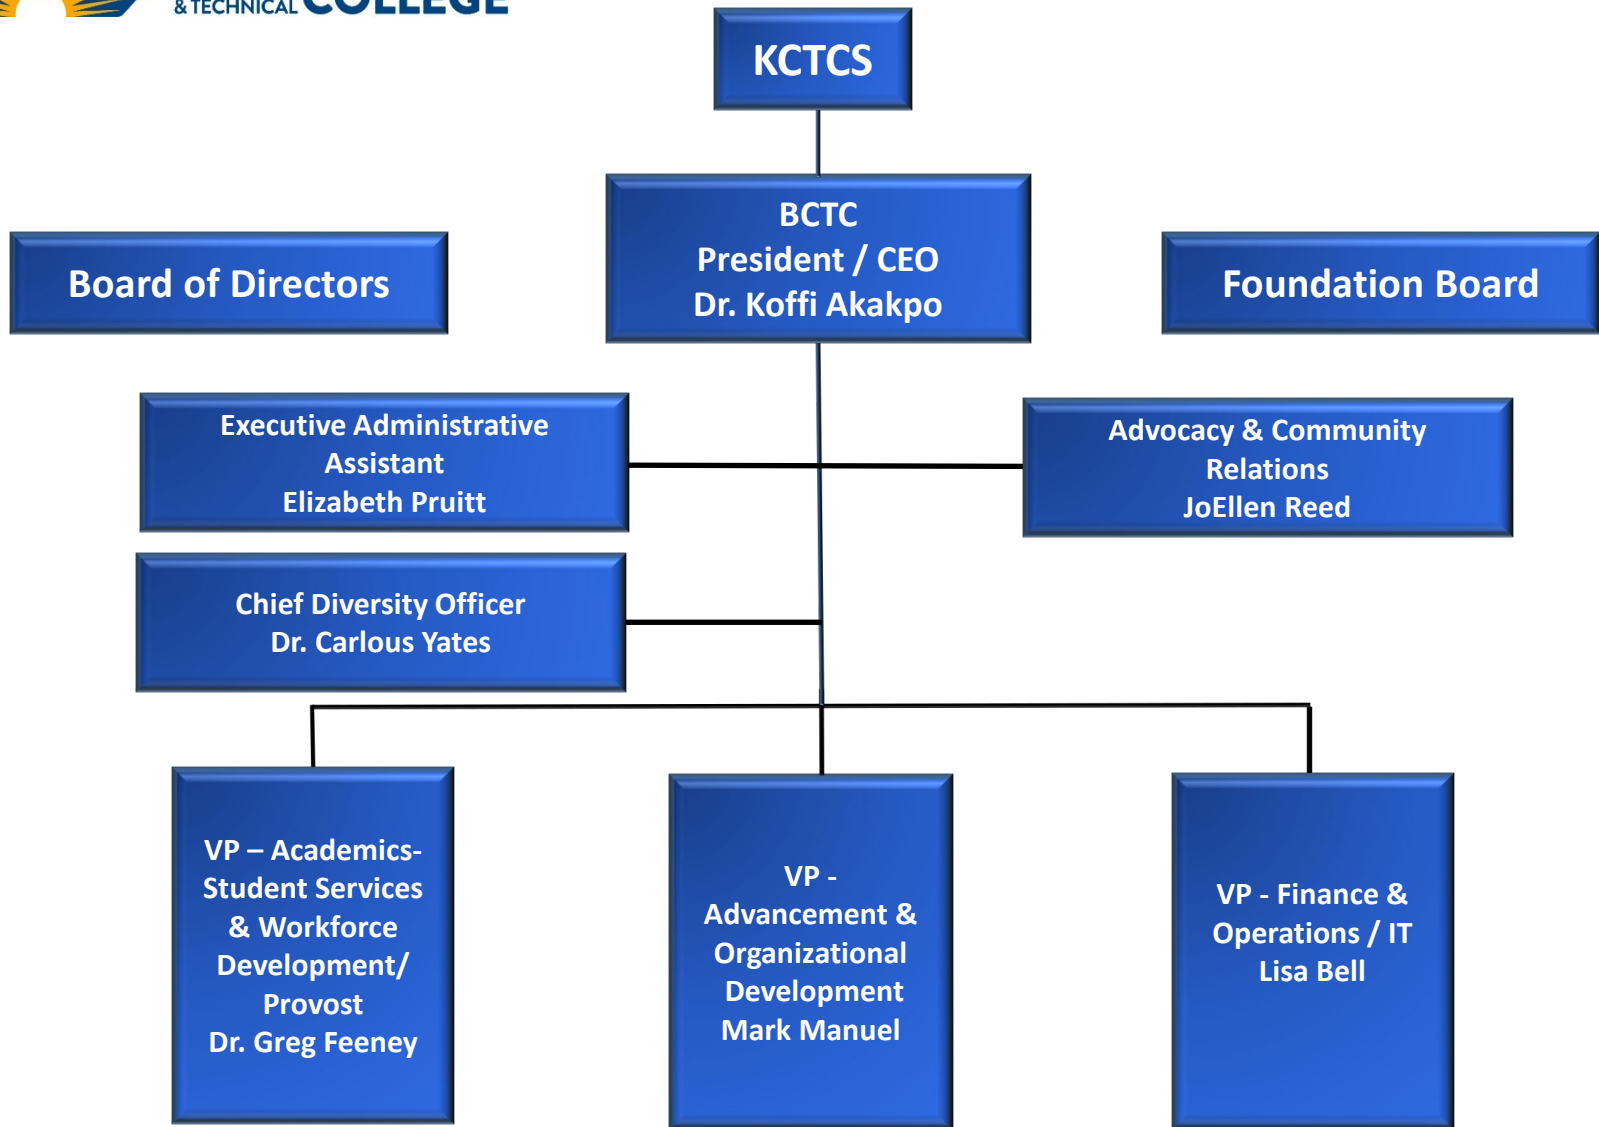 & TECHNICAL COLLEGE
KCTCS
BCTC
President / CEO
Dr. Koffi Akakpo
Board of Directors
Foundation Board
Executive Administrative
Assistant
Elizabeth Pruitt
Advocacy & Community
Relations
JoEllen Reed
Chief Diversity Officer
Dr. Carlous Yates
VP – Academics-
Student Services
& Workforce
Development/
Provost
Dr. Greg Feeney
VP -
Advancement &
Organizational
Development
Mark Manuel
VP - Finance &
Operations / IT
Lisa Bell